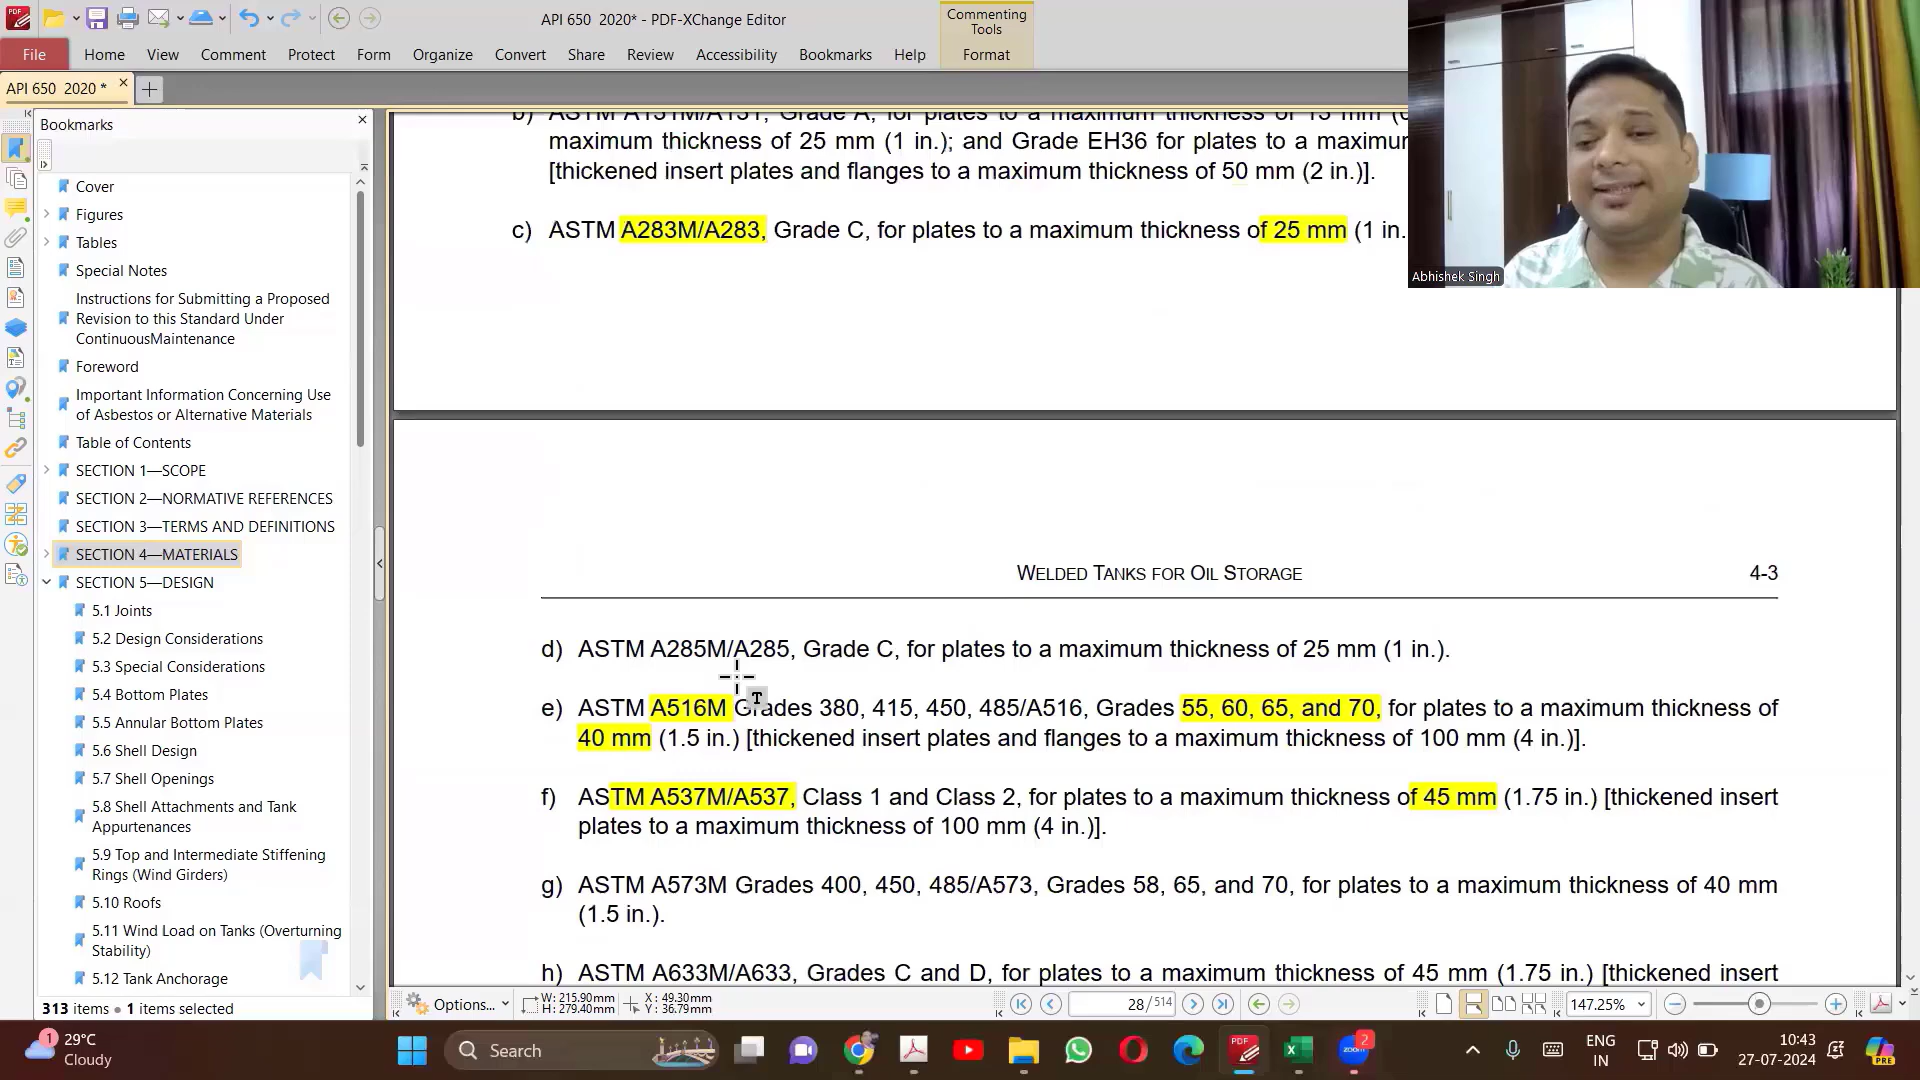 API 650 2020* - PDF-XChange Editor
Commenting
Tools
File
Home
View
Comment
Protect
Form
Organize
Convert
Share
Review
Accessibility
Bookmarks
Help
Format
API 650 2020 *
Bookmarks
Cover
Figures
Tables
Special Notes
Instructions for Submitting a Proposed
Revision to this Standard Under
ContinuousMaintenance
Foreword
Important Information Concerning Use
of Asbestos or Alternative Materials
Table of Contents
SECTION 1—SCOPE
SECTION 2—NORMATIVE REFERENCES
SECTION 3—TERMS AND DEFINITIONS
SECTION 4—MATERIALS
SECTION 5—DESIGN
5.1 Joints
5.2 Design Considerations
5.3 Special Considerations
5.4 Bottom Plates
5.5 Annular Bottom Plates
5.6 Shell Design
5.7 Shell Openings
5.8 Shell Attachments and Tank
Appurtenances
5.9 Top and Intermediate Stiffening
Rings (Wind Girders)
5.10 Roofs
5.11 Wind Load on Tanks (Overturning
Stability)
5.12 Tank Anchorage
313 items • 1 items selected
b) ASTM A131M/A131, Grade A, for plates to a maximum thickness of 13 mm
maximum thickness of 25 mm (1 in.); and Grade EH36 for plates to a maximum
[thickened insert plates and flanges to a maximum thickness of 50 mm (2 in.)].
c) ASTM A283M/A283, Grade C, for plates to a maximum thickness of 25 mm (1 in.
Abhishek Singh
WELDED TANKS FOR OIL STORAGE 4-3
d) ASTM A285M/A285, Grade C, for plates to a maximum thickness of 25 mm (1 in.).
e) ASTM A516M Grades 380, 415, 450, 485/A516, Grades 55, 60, 65, and 70, for plates to a maximum thickness of
40 mm (1.5 in.) [thickened insert plates and flanges to a maximum thickness of 100 mm (4 in.)].
f) ASTM A537M/A537, Class 1 and Class 2, for plates to a maximum thickness of 45 mm (1.75 in.) [thickened insert
plates to a maximum thickness of 100 mm (4 in.)].
g) ASTM A573M Grades 400, 450, 485/A573, Grades 58, 65, and 70, for plates to a maximum thickness of 40 mm
(1.5 in.).
h) ASTM A633M/A633, Grades C and D, for plates to a maximum thickness of 45 mm (1.75 in.) [thickened insert
Options...
W: 215.90mm
H: 279.40mm
X: 49.30mm
Y: 36.79mm
28 / 514
147.25%
1
29°C
Cloudy
Search
PDF
zoom
2
ENG
IN
10:43
27-07-2024
PRE